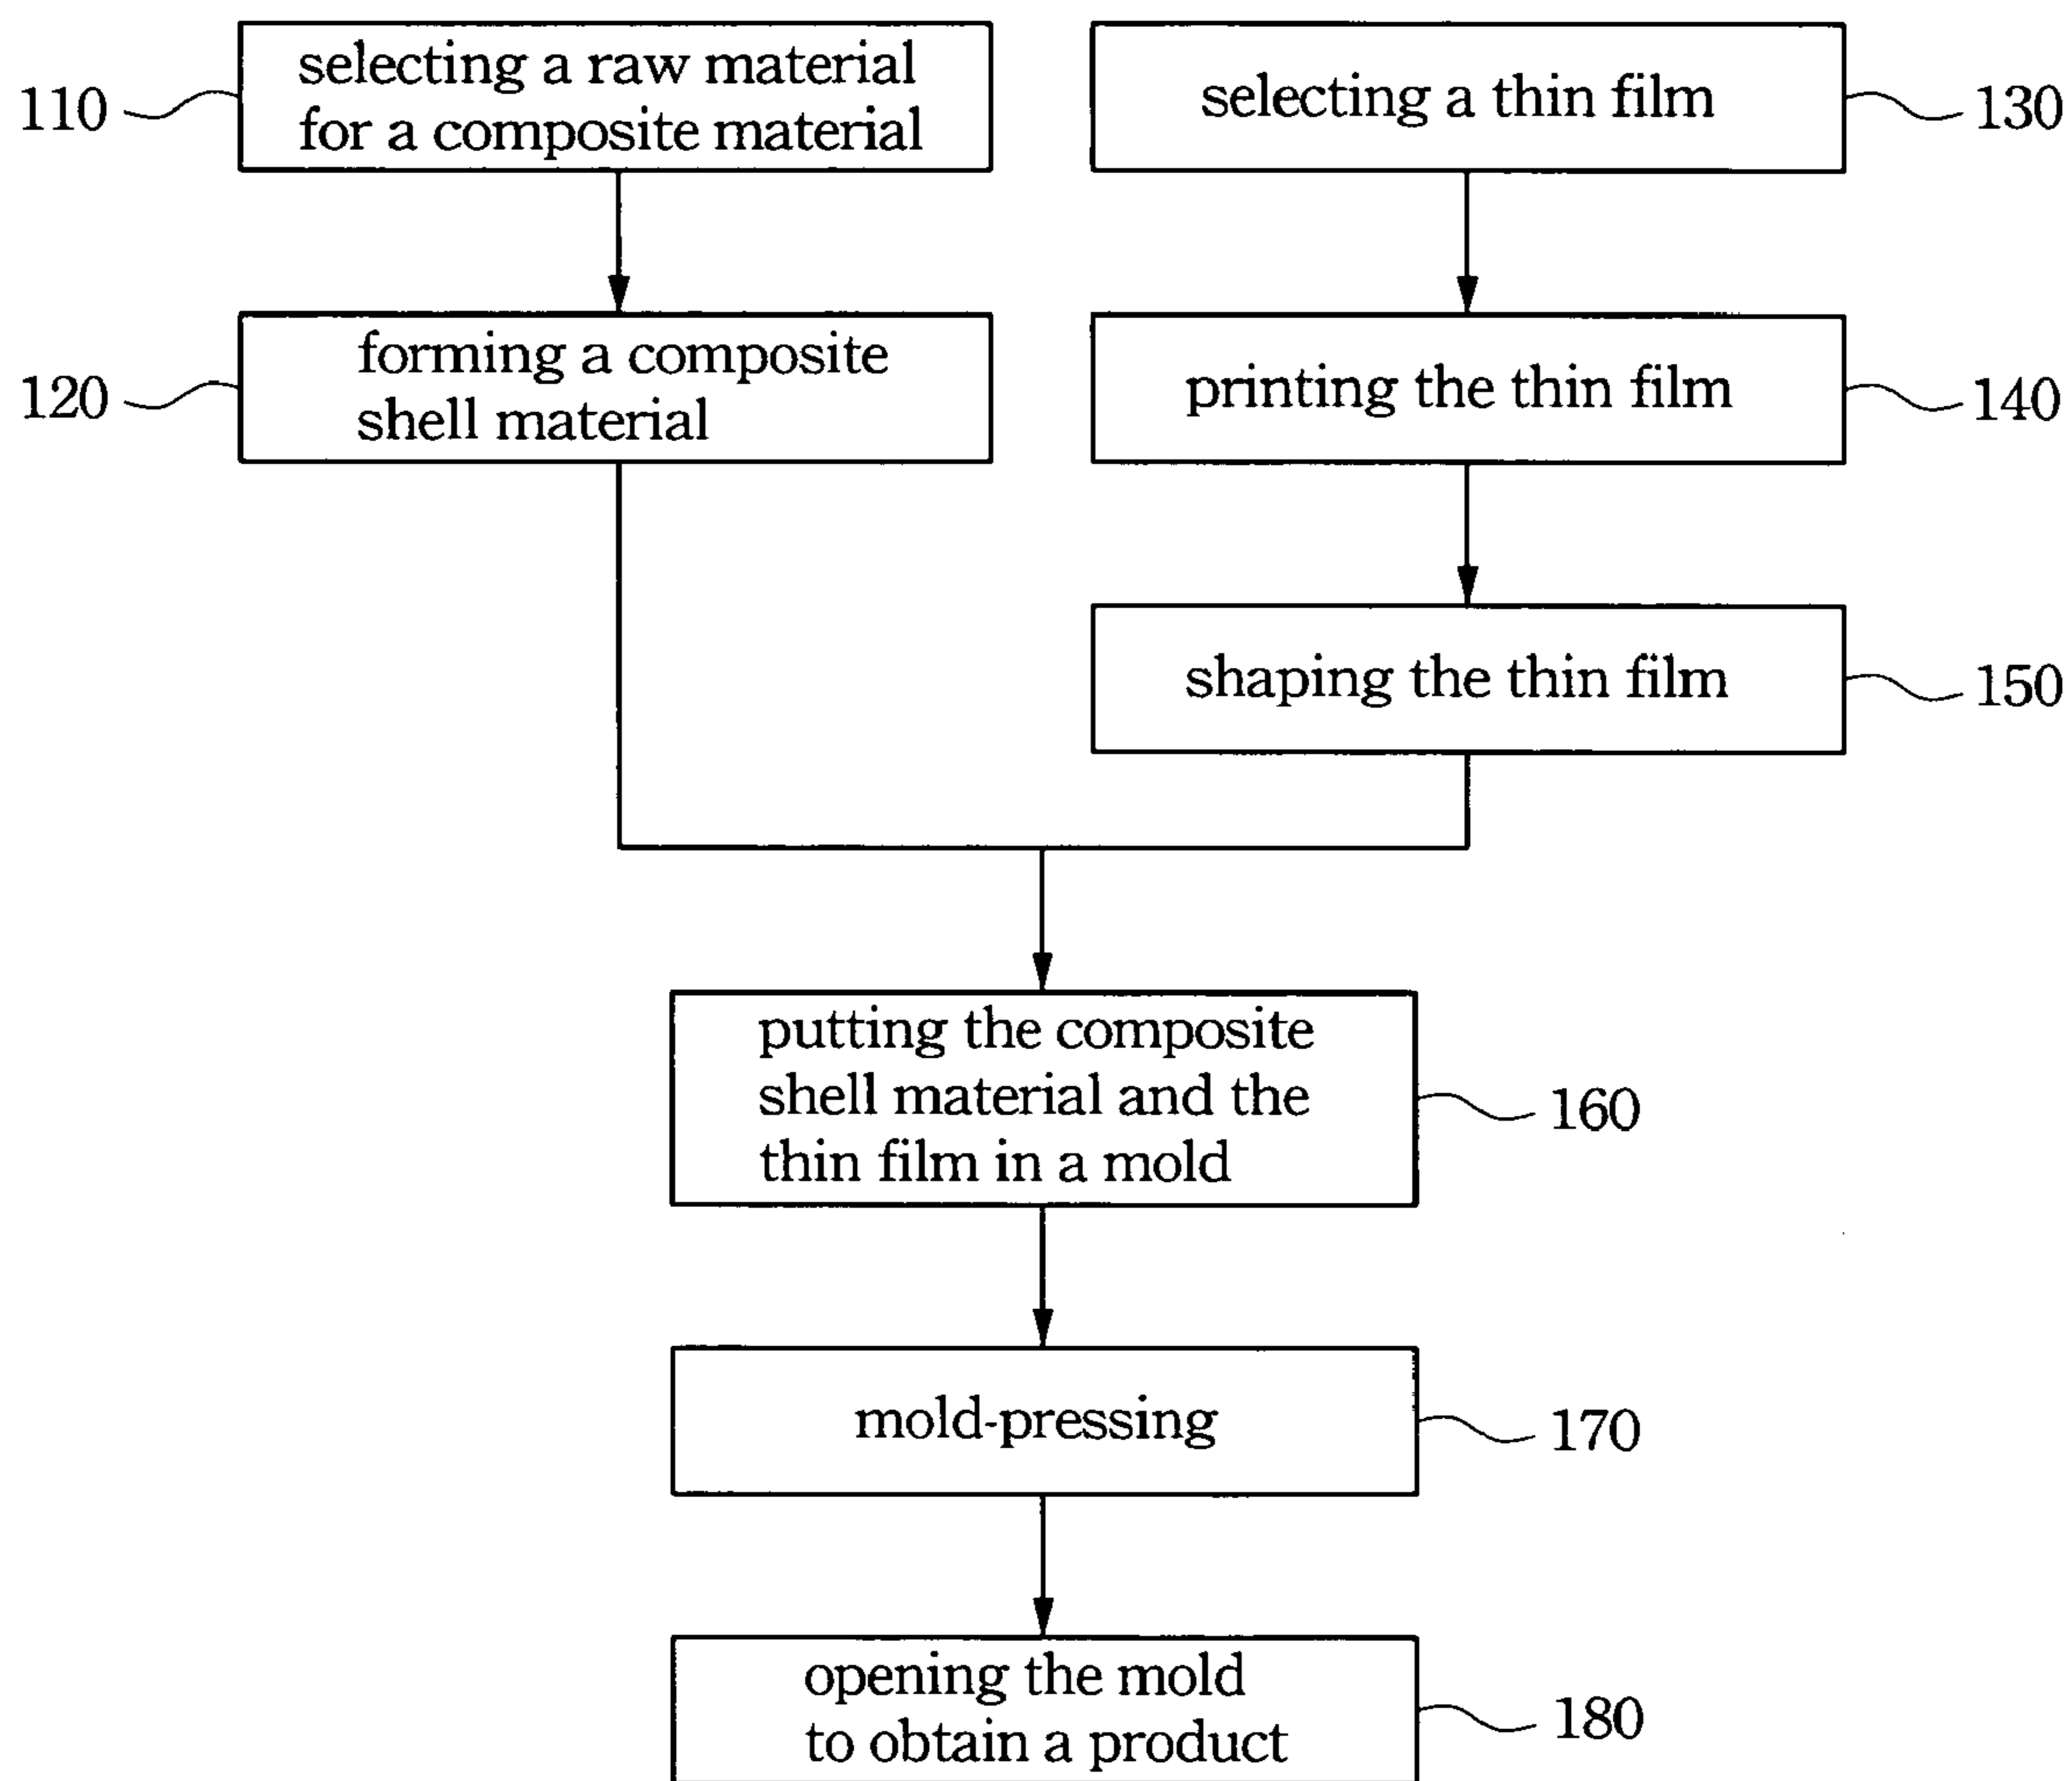 110
selecting a raw material
for a composite material
selecting a thin film
130
120
forming a composite
shell material
printing the thin film
140
shaping the thin film
150
putting the composite
shell material and the
thin film in a mold
160
mold-pressing
170
opening the mold
to obtain a product
180